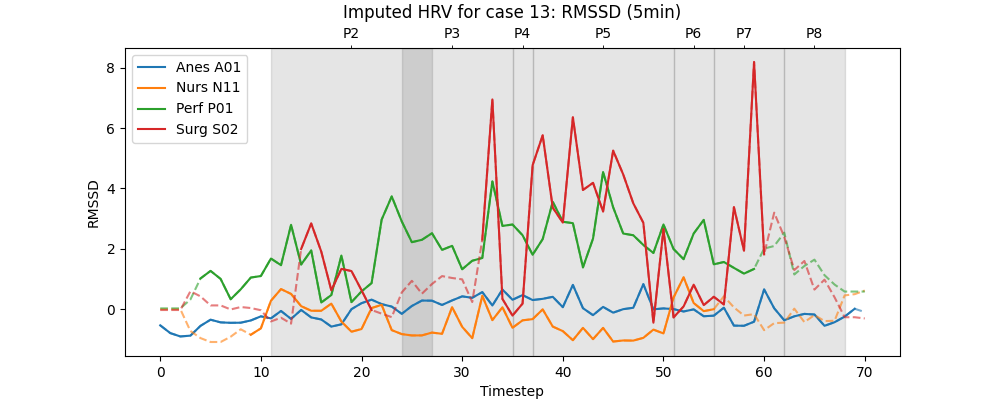 Imputed HRV for case 13: RMSSD (5min)
P2 P3 P4 P5 P6 P7 P8
Anes A01
Nurs N11
Perf P01
Surg S02
8
6
4
2
0
RMSSD
0 10 20 30 40 50 60 70
Timestep